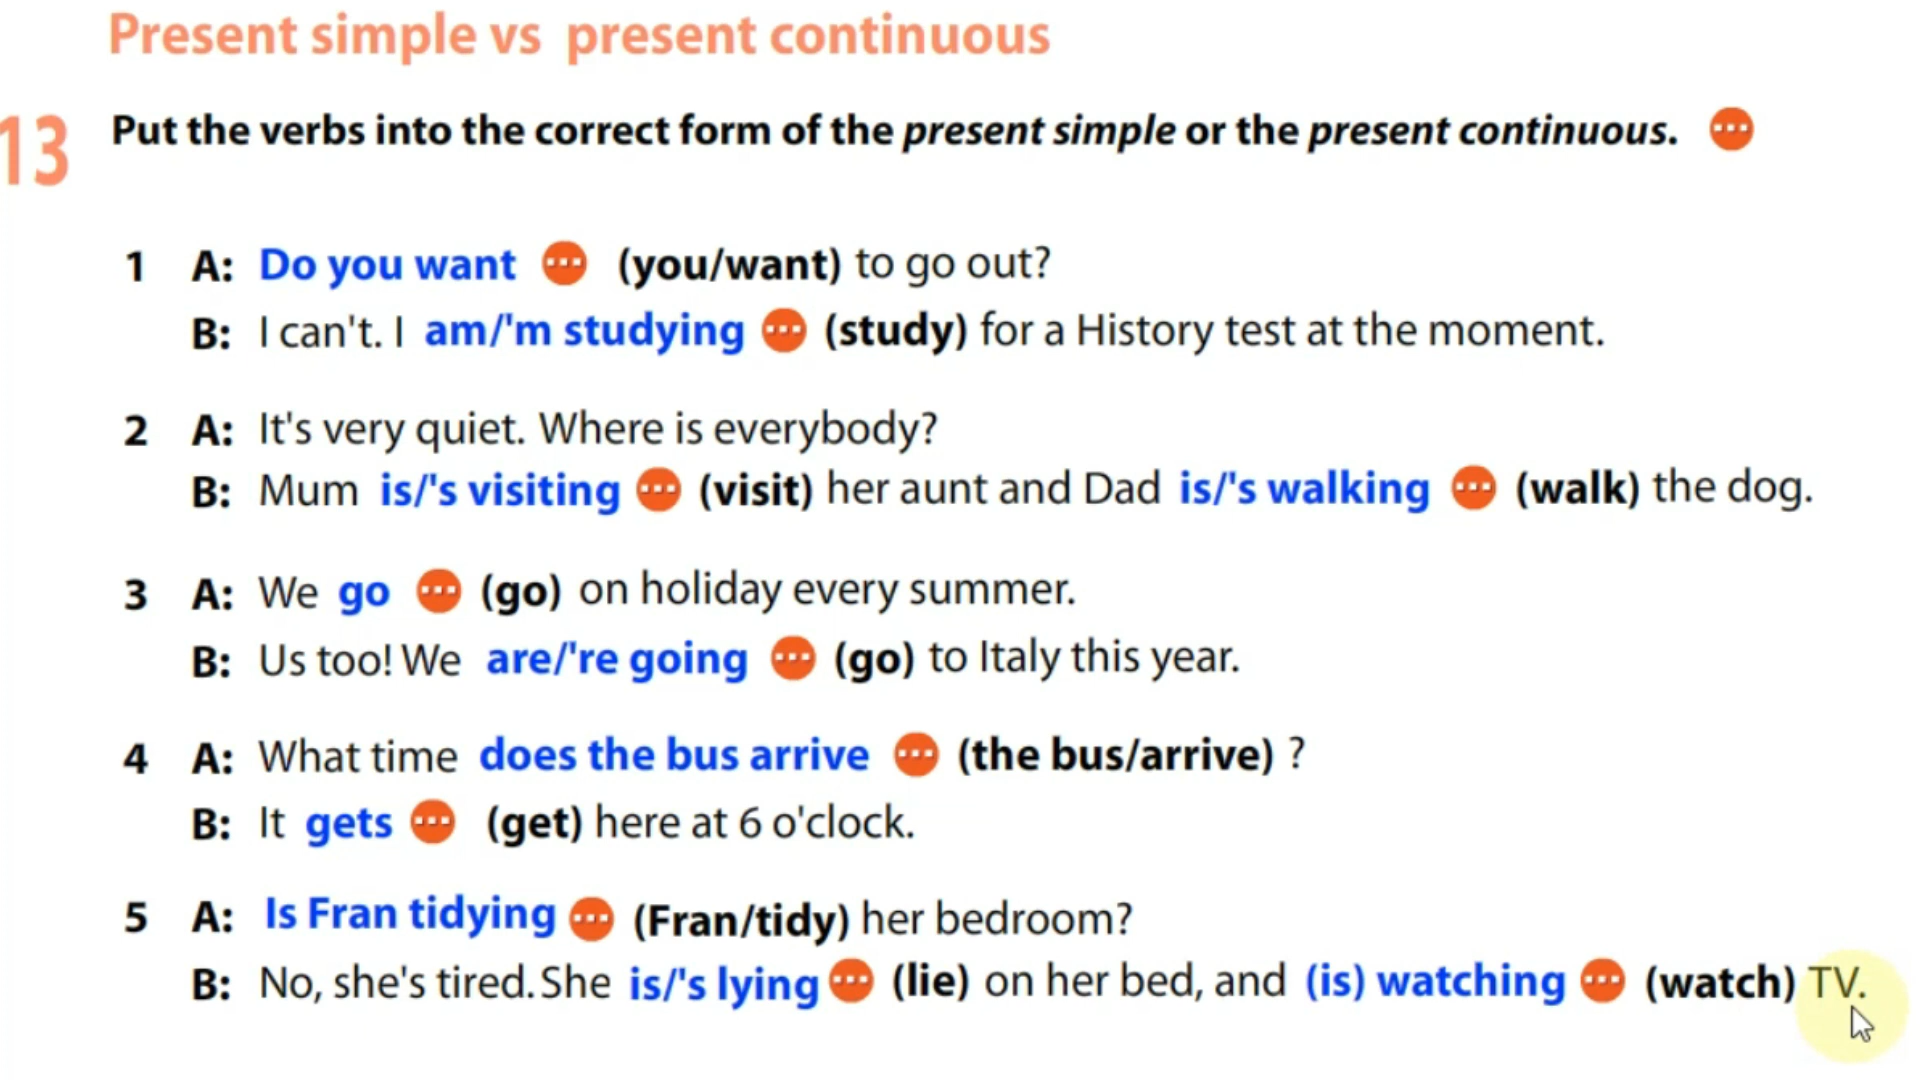 Present simple vs present continuous
13 Put the verbs into the correct form of the present simple or the present continuous.
1 A: Do you want (you/want) to go out?
B: I can't. I am/'m studying (study) for a History test at the moment.
2 A: It's very quiet. Where is everybody?
B: Mum is/'s visiting (visit) her aunt and Dad is/'s walking (walk) the dog.
3 A: We go (go) on holiday every summer.
B: Us too! We are/'re going (go) to Italy this year.
4 A: What time does the bus arrive (the bus/arrive) ?
B: It gets (get) here at 6 o'clock.
5 A: Is Fran tidying (Fran/tidy) her bedroom?
B: No, she's tired. She is/'s lying (lie) on her bed, and (is) watching (watch) TV.